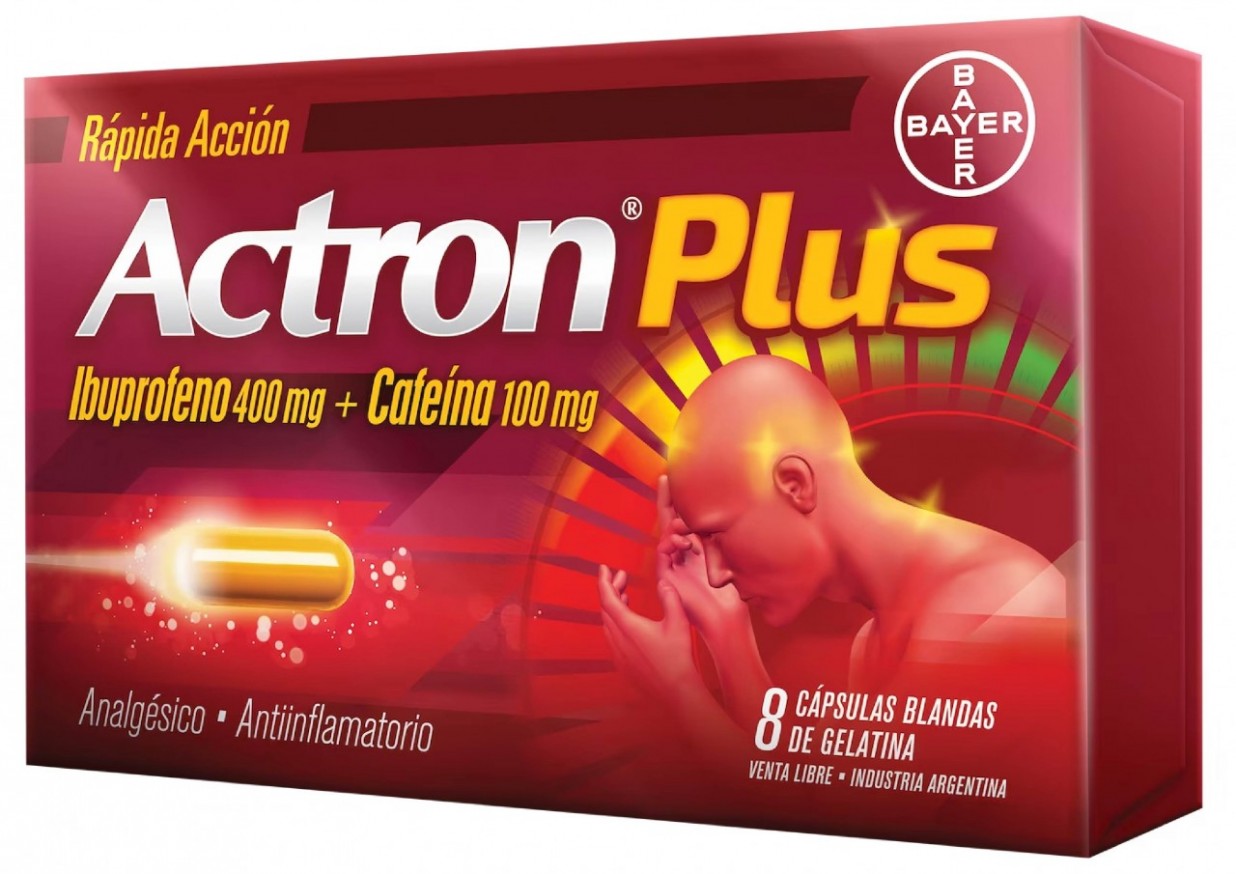 Rápida Acción
BAYER
BAYER
Actron® Plus
Ibuprofeno 400 mg + Cafeína 100 mg
Analgésico • Antiinflamatorio
8 CÁPSULAS BLANDAS
DE GELATINA
VENTA LIBRE • INDUSTRIA ARGENTINA